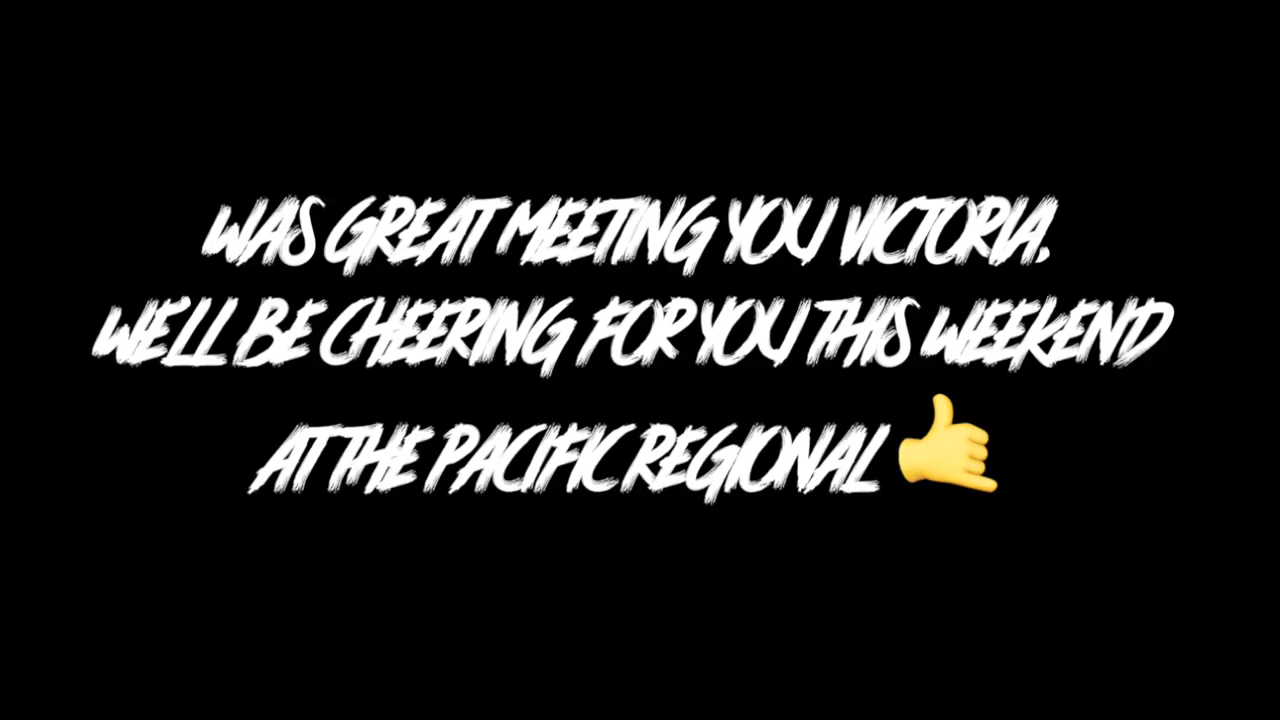 WAS GREAT MEETING YOU VICTORIA.
WE'LL BE CHEERING FOR YOU THIS WEEKEND
AT THE PACIFIC REGIONAL 🤙